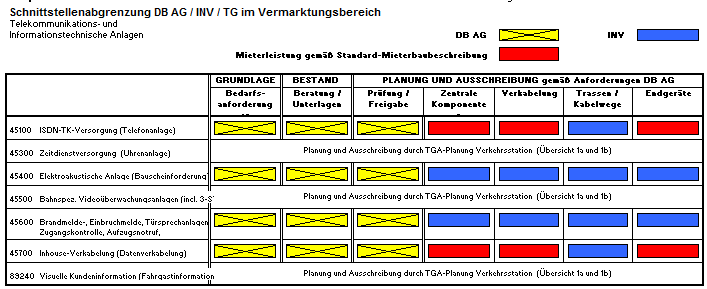 Schnittstellenabgrenzung DB AG / INV / TG im Vermarktungsbereich
Telekommunikations- und
Informationstechnische Anlagen
DB AG
INV
Mieterleistung gemäß Standard-Mieterbaubeschreibung
GRUNDLAGE BESTAND PLANUNG UND AUSSCHREIBUNG gemäß Anforderungen DB AG
Bedarfs- Beratung / Prüfung / Zentrale Verkabelung Trassen / Endgeräte
anforderung Unterlagen Freigabe Komponente Kabelwege
45100 ISDN-TK-Versorgung (Telefonanlage)
45300 Zeitdienstversorgung (Uhrenanlage) Planung und Ausschreibung durch TGA-Planung Verkehrsstation (Übersicht 1a und 1b)
45400 Elektroakustische Anlage (Bauscheinforderung)
45500 Bahnspez. Videoüberwachungsanlagen (incl. 3-S Planung und Ausschreibung durch TGA-Planung Verkehrsstation (Übersicht 1a und 1b)
45600 Brandmelde-, Einbruchmelde, Türsprechanlagen
Zugangskontrolle, Aufzugsnotruf,
45700 Inhouse-Verkabelung (Datenverkabelung)
89240 Visuelle Kundeninformation (Fahrgastinformation Planung und Ausschreibung durch TGA-Planung Verkehrsstation (Übersicht 1a und 1b)